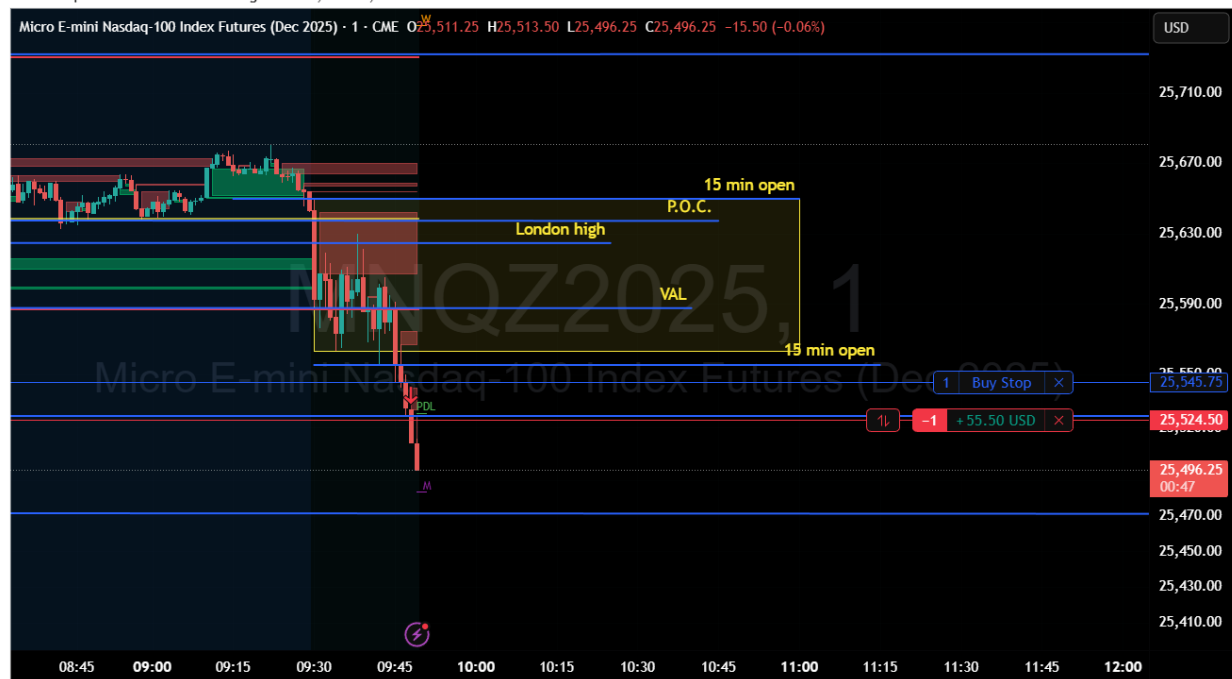 Micro E-mini Nasdaq-100 Index Futures (Dec 2025) · 1 · CME O25,511.25 H25,513.50 L25,496.25 C25,496.25 −15.50 (−0.06%)
W
USD
25,710.00
25,670.00
15 min open
P.O.C.
London high
25,630.00
MNQZ2025, 1
VAL
25,590.00
15 min open
Micro E-mini Nasdaq-100 Index Futures (Dec 2025)
1 Buy Stop × 25,545.75
PDL
−1 +55.50 USD × 25,524.50
25,496.25
00:47
M
25,470.00
25,450.00
25,430.00
25,410.00
08:45 09:00 09:15 09:30 09:45 10:00 10:15 10:30 10:45 11:00 11:15 11:30 11:45 12:00